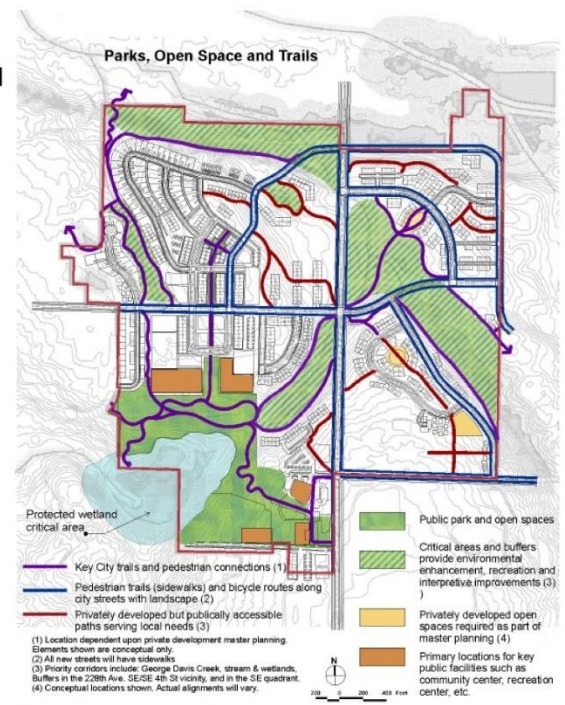 Parks, Open Space and Trails
Protected wetland
critical area
Key City trails and pedestrian connections (1)
Pedestrian trails (sidewalks) and bicycle routes along
city streets with landscape (2)
Privately developed but publically accessible
paths serving local needs (3)
(1) Location dependent upon private development master planning.
Elements shown are conceptual only.
(2) All new streets will have sidewalks
(3) Priority corridors include: George Davis Creek, stream & wetlands,
Buffers in the 228th Ave. SE/SE 4th St vicinity, and in the SE quadrant.
(4) Conceptual locations shown. Actual alignments will vary.
Public park and open spaces
Critical areas and buffers
provide environmental
enhancement, recreation and
interpretive improvements (3)
)
Privately developed open
spaces required as part of
master planning (4)
Primary locations for key
public facilities such as
community center, recreation
center, etc.
N
200 0 200 400 Feet